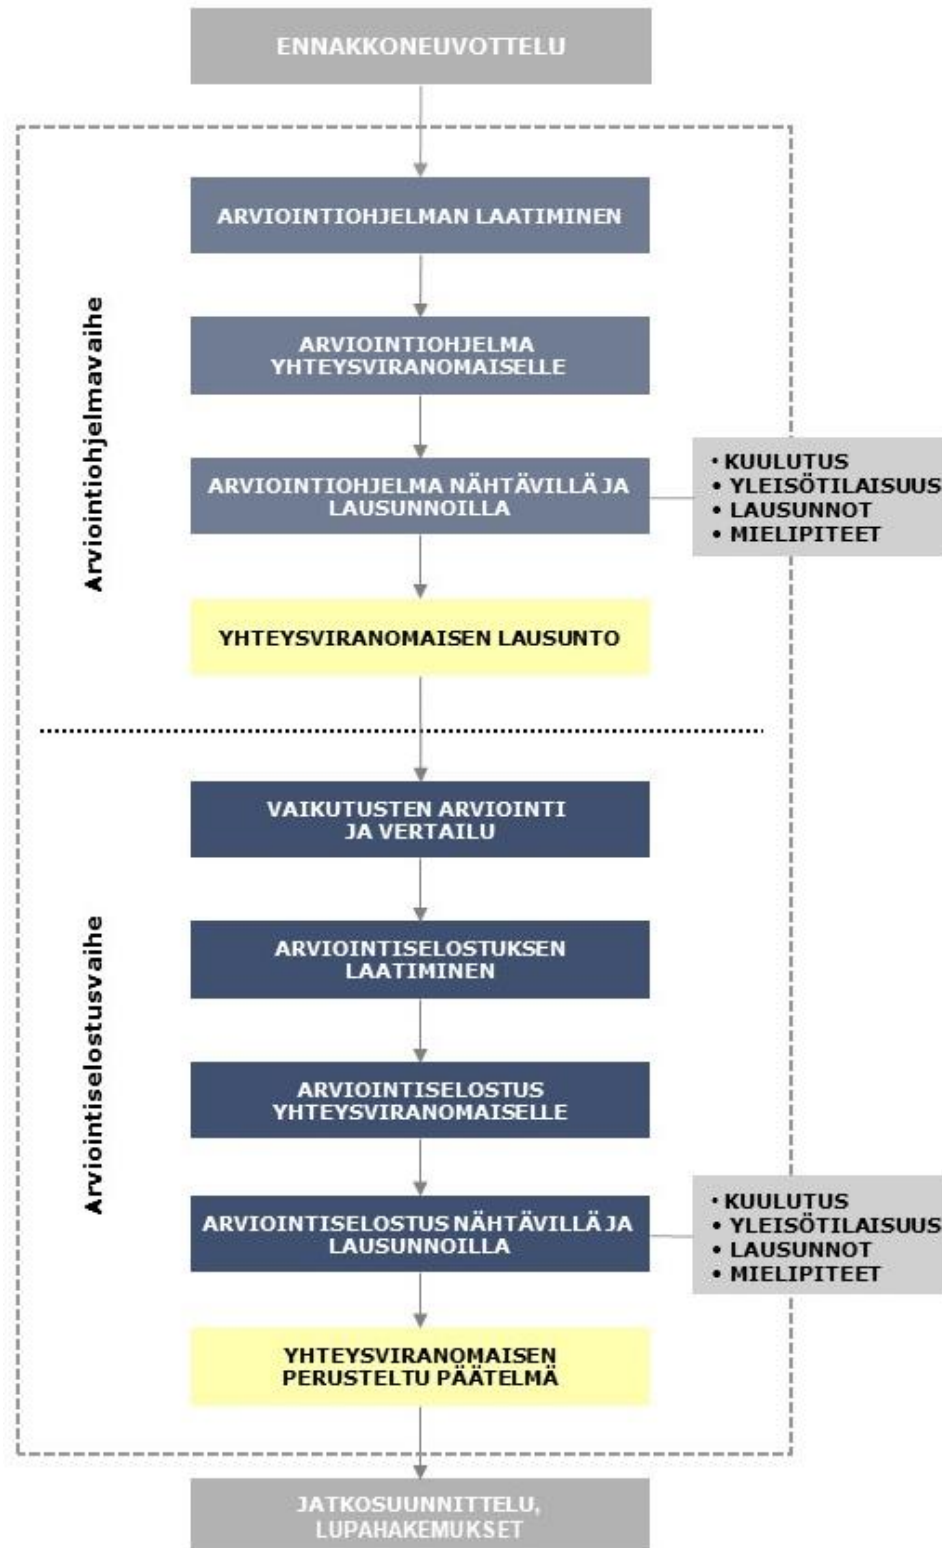 ENNAKKONEUVOTTELU
Arviointiohjelmavaihe
ARVIOINTIOHJELMAN LAATIMINEN
ARVIOINTIOHJELMA
YHTEYSVIRANOMAISELLE
ARVIOINTIOHJELMA NÄHTÄVILLÄ JA
LAUSUNNOILLA
• KUULUTUS
• YLEISÖTILAISUUS
• LAUSUNNOT
• MIELIPITEET
YHTEYSVIRANOMAISEN LAUSUNTO
Arviointiselostusvaihe
VAIKUTUSTEN ARVIOINTI
JA VERTAILU
ARVIOINTISELOSTUKSEN
LAATIMINEN
ARVIOINTISELOSTUS
YHTEYSVIRANOMAISELLE
ARVIOINTISELOSTUS NÄHTÄVILLÄ JA
LAUSUNNOILLA
• KUULUTUS
• YLEISÖTILAISUUS
• LAUSUNNOT
• MIELIPITEET
YHTEYSVIRANOMAISEN
PERUSTELTU PÄÄTELMÄ
JATKOSUUNNITTELU,
LUPAHAKEMUKSET